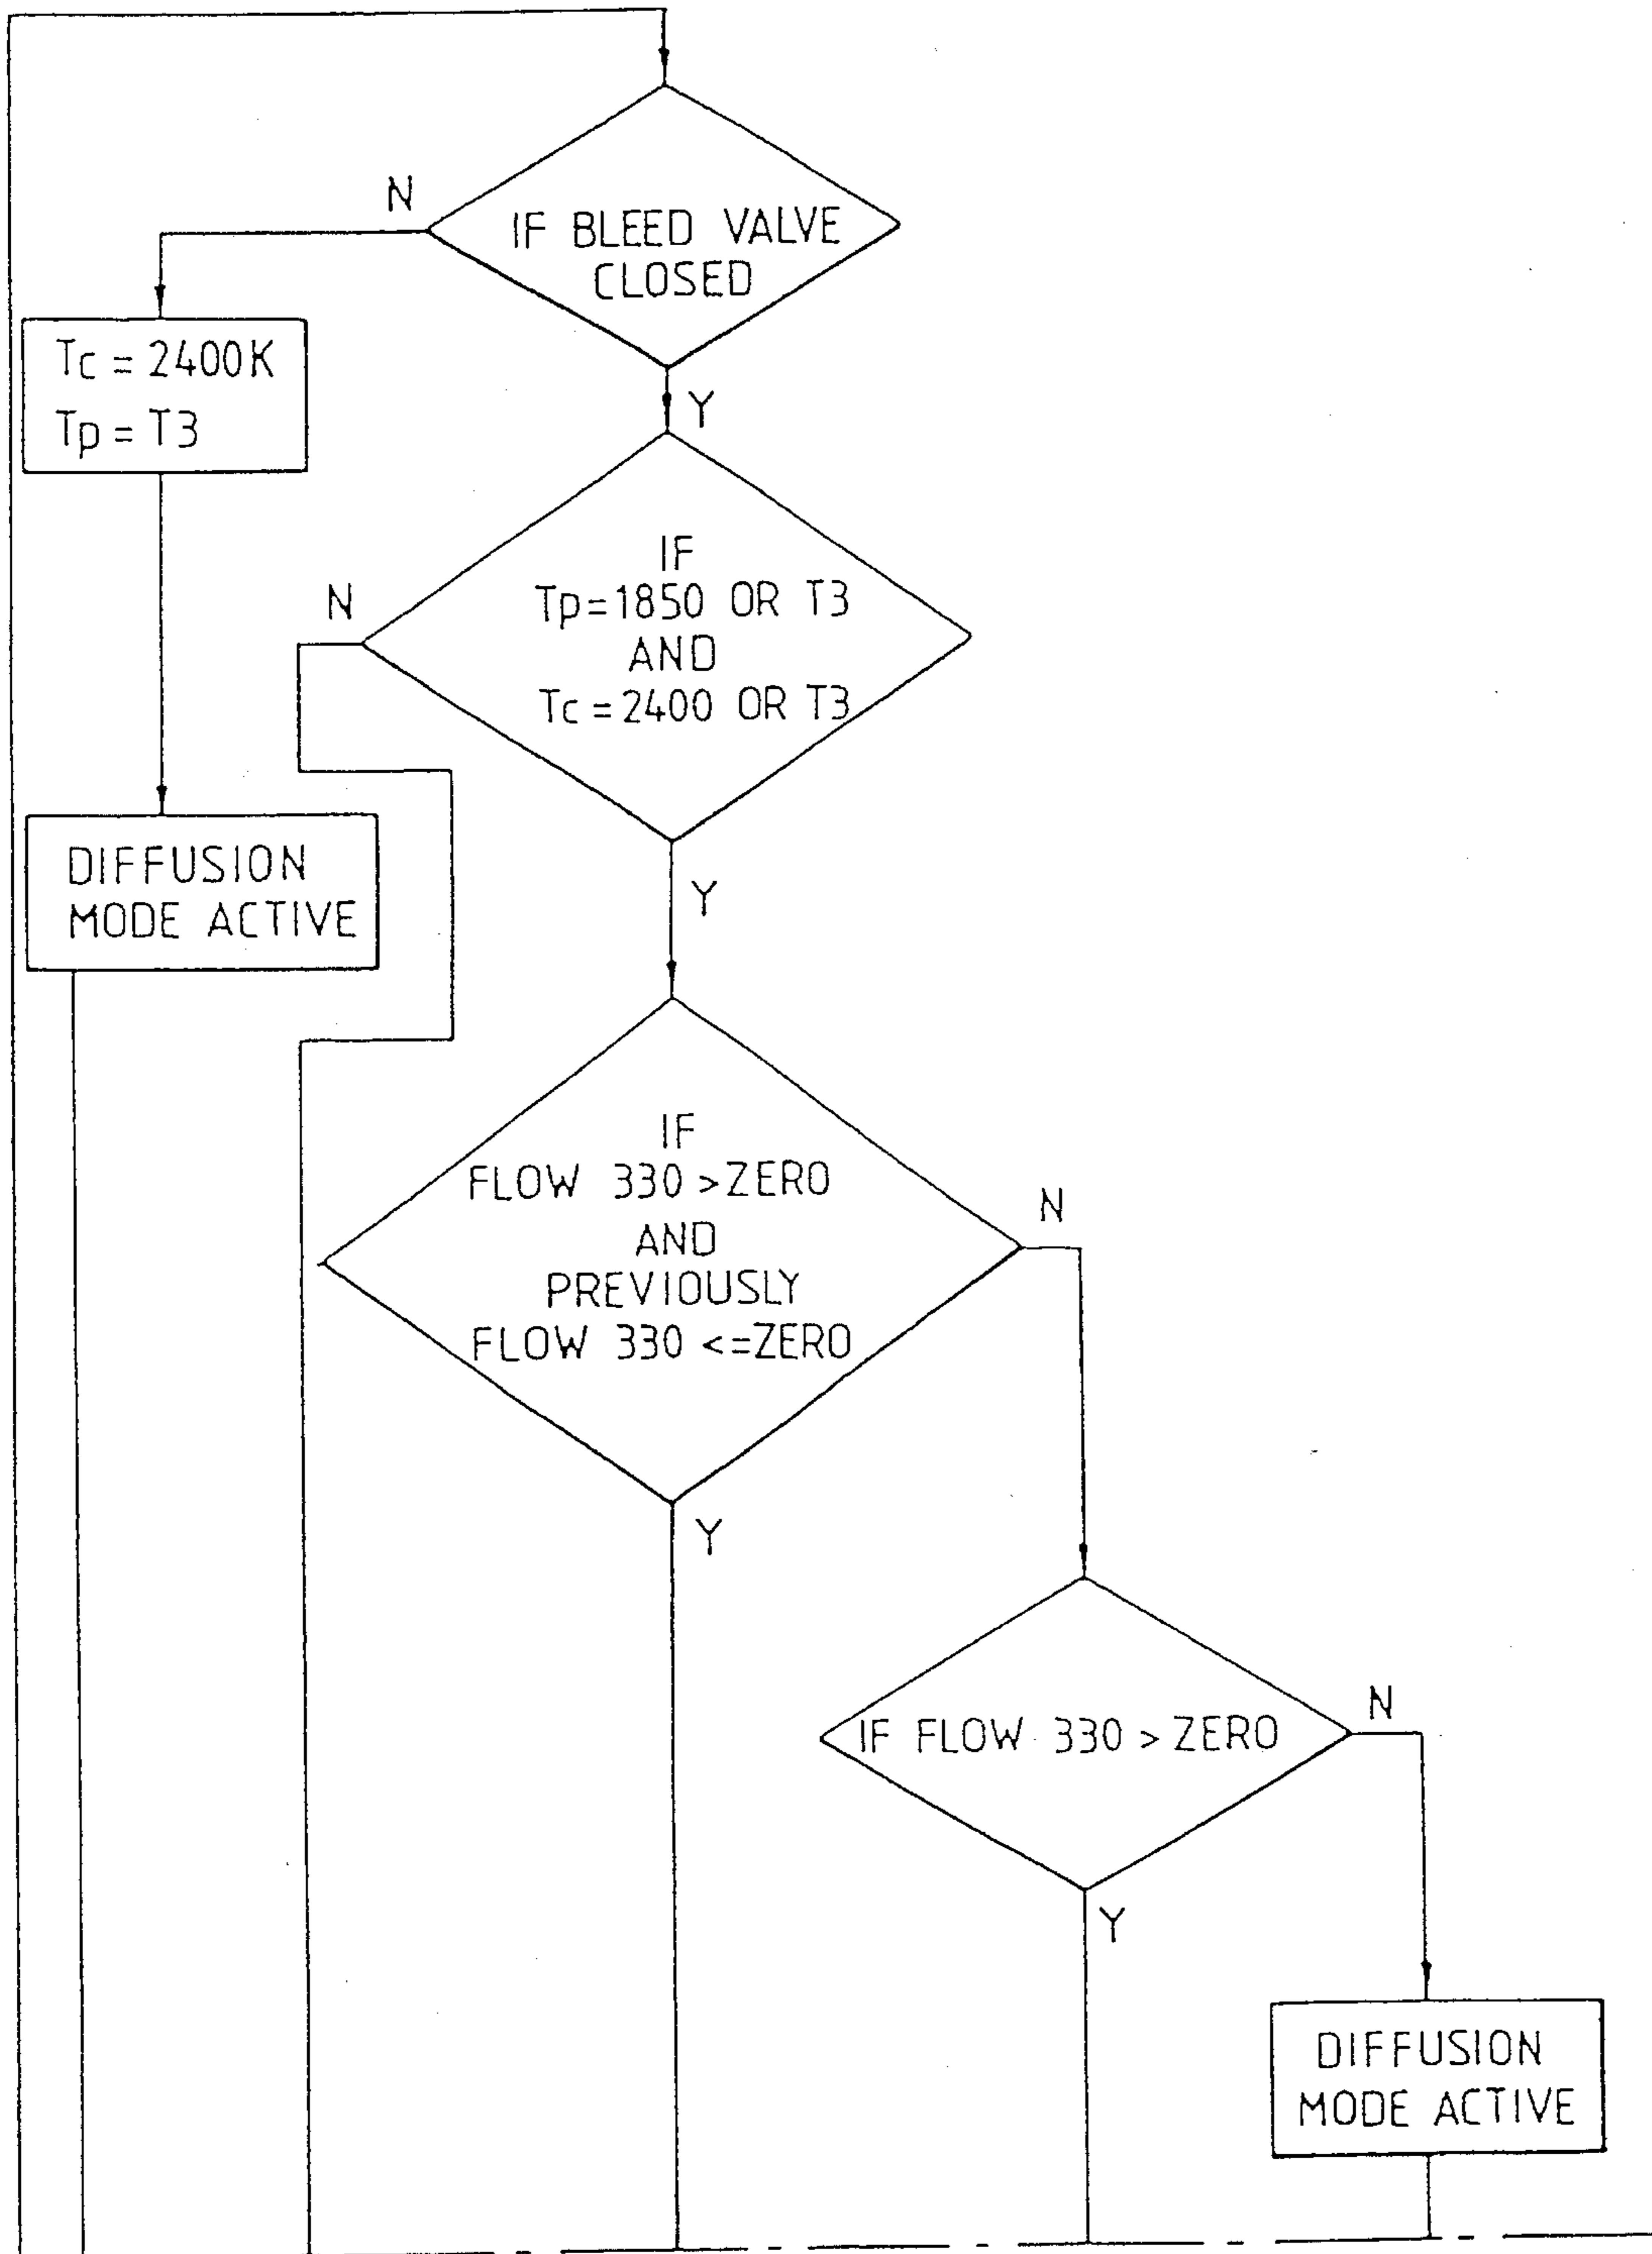 N
IF BLEED VALVE
CLOSED
Tc = 2400K
Tp = T3
Y
IF
Tp=1850 OR T3
AND
Tc = 2400 OR T3
N
DIFFUSION
MODE ACTIVE
Y
IF
FLOW 330 >ZERO
AND
PREVIOUSLY
FLOW 330 <=ZERO
N
Y
IF FLOW 330 > ZERO
N
Y
DIFFUSION
MODE ACTIVE